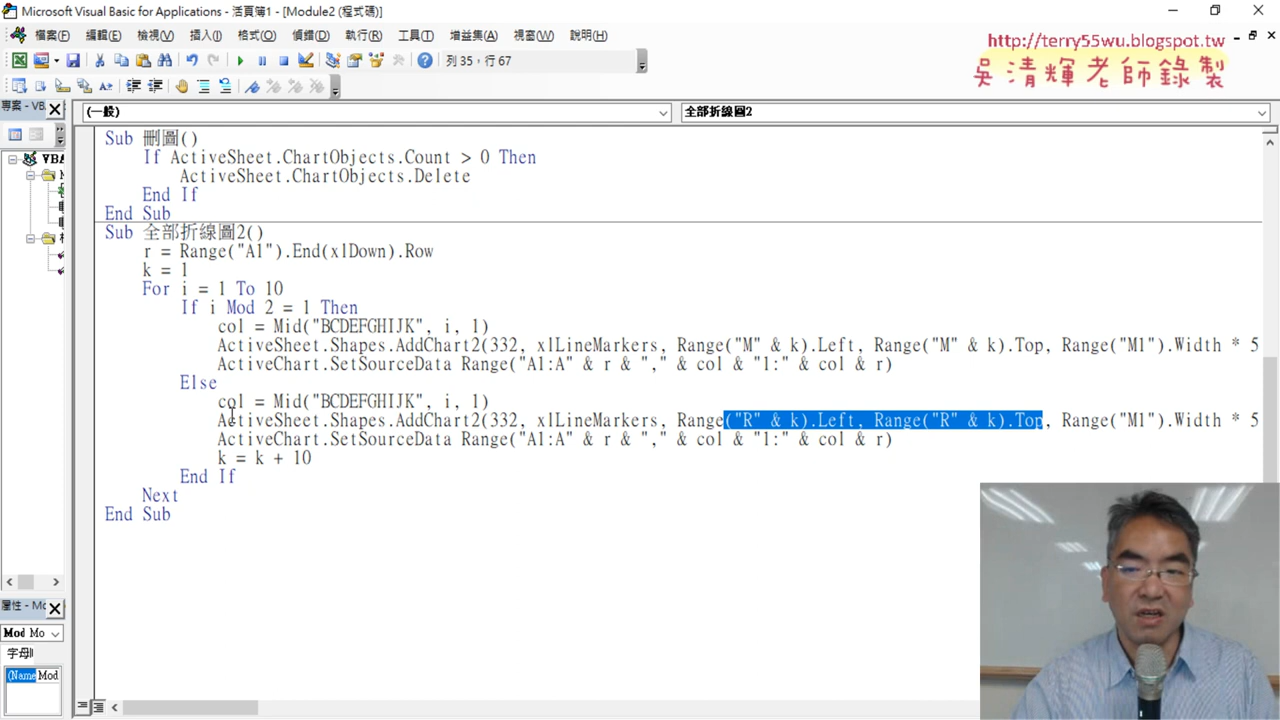 Microsoft Visual Basic for Applications - 活頁簿1 - [Module2 (程式碼)]
檔案(F) 編輯(E) 檢視(V) 插入(I) 格式(O) 偵錯(D) 執行(R) 工具(T) 增益集(A) 視窗(W) 說明(H)
http://terry55wu.blogspot.tw
吳清輝老師錄製
列 35, 行 67
專案 - VB
(一般)
全部折線圖2
VBA
Sub 刪圖()
If ActiveSheet.ChartObjects.Count > 0 Then
ActiveSheet.ChartObjects.Delete
End If
End Sub
Sub 全部折線圖2()
r = Range("A1").End(xlDown).Row
k = 1
For i = 1 To 10
If i Mod 2 = 1 Then
col = Mid("BCDEFGHIJK", i, 1)
ActiveSheet.Shapes.AddChart2(332, xlLineMarkers, Range("M" & k).Left, Range("M" & k).Top, Range("M1").Width * 5
ActiveChart.SetSourceData Range("A1:A" & r & "," & col & "1:" & col & r)
Else
col = Mid("BCDEFGHIJK", i, 1)
ActiveSheet.Shapes.AddChart2(332, xlLineMarkers, Range("R" & k).Left, Range("R" & k).Top, Range("M1").Width * 5
ActiveChart.SetSourceData Range("A1:A" & r & "," & col & "1:" & col & r)
k = k + 10
End If
Next
End Sub
屬性 - Mo
Mod Mo
字母
(Name Mod